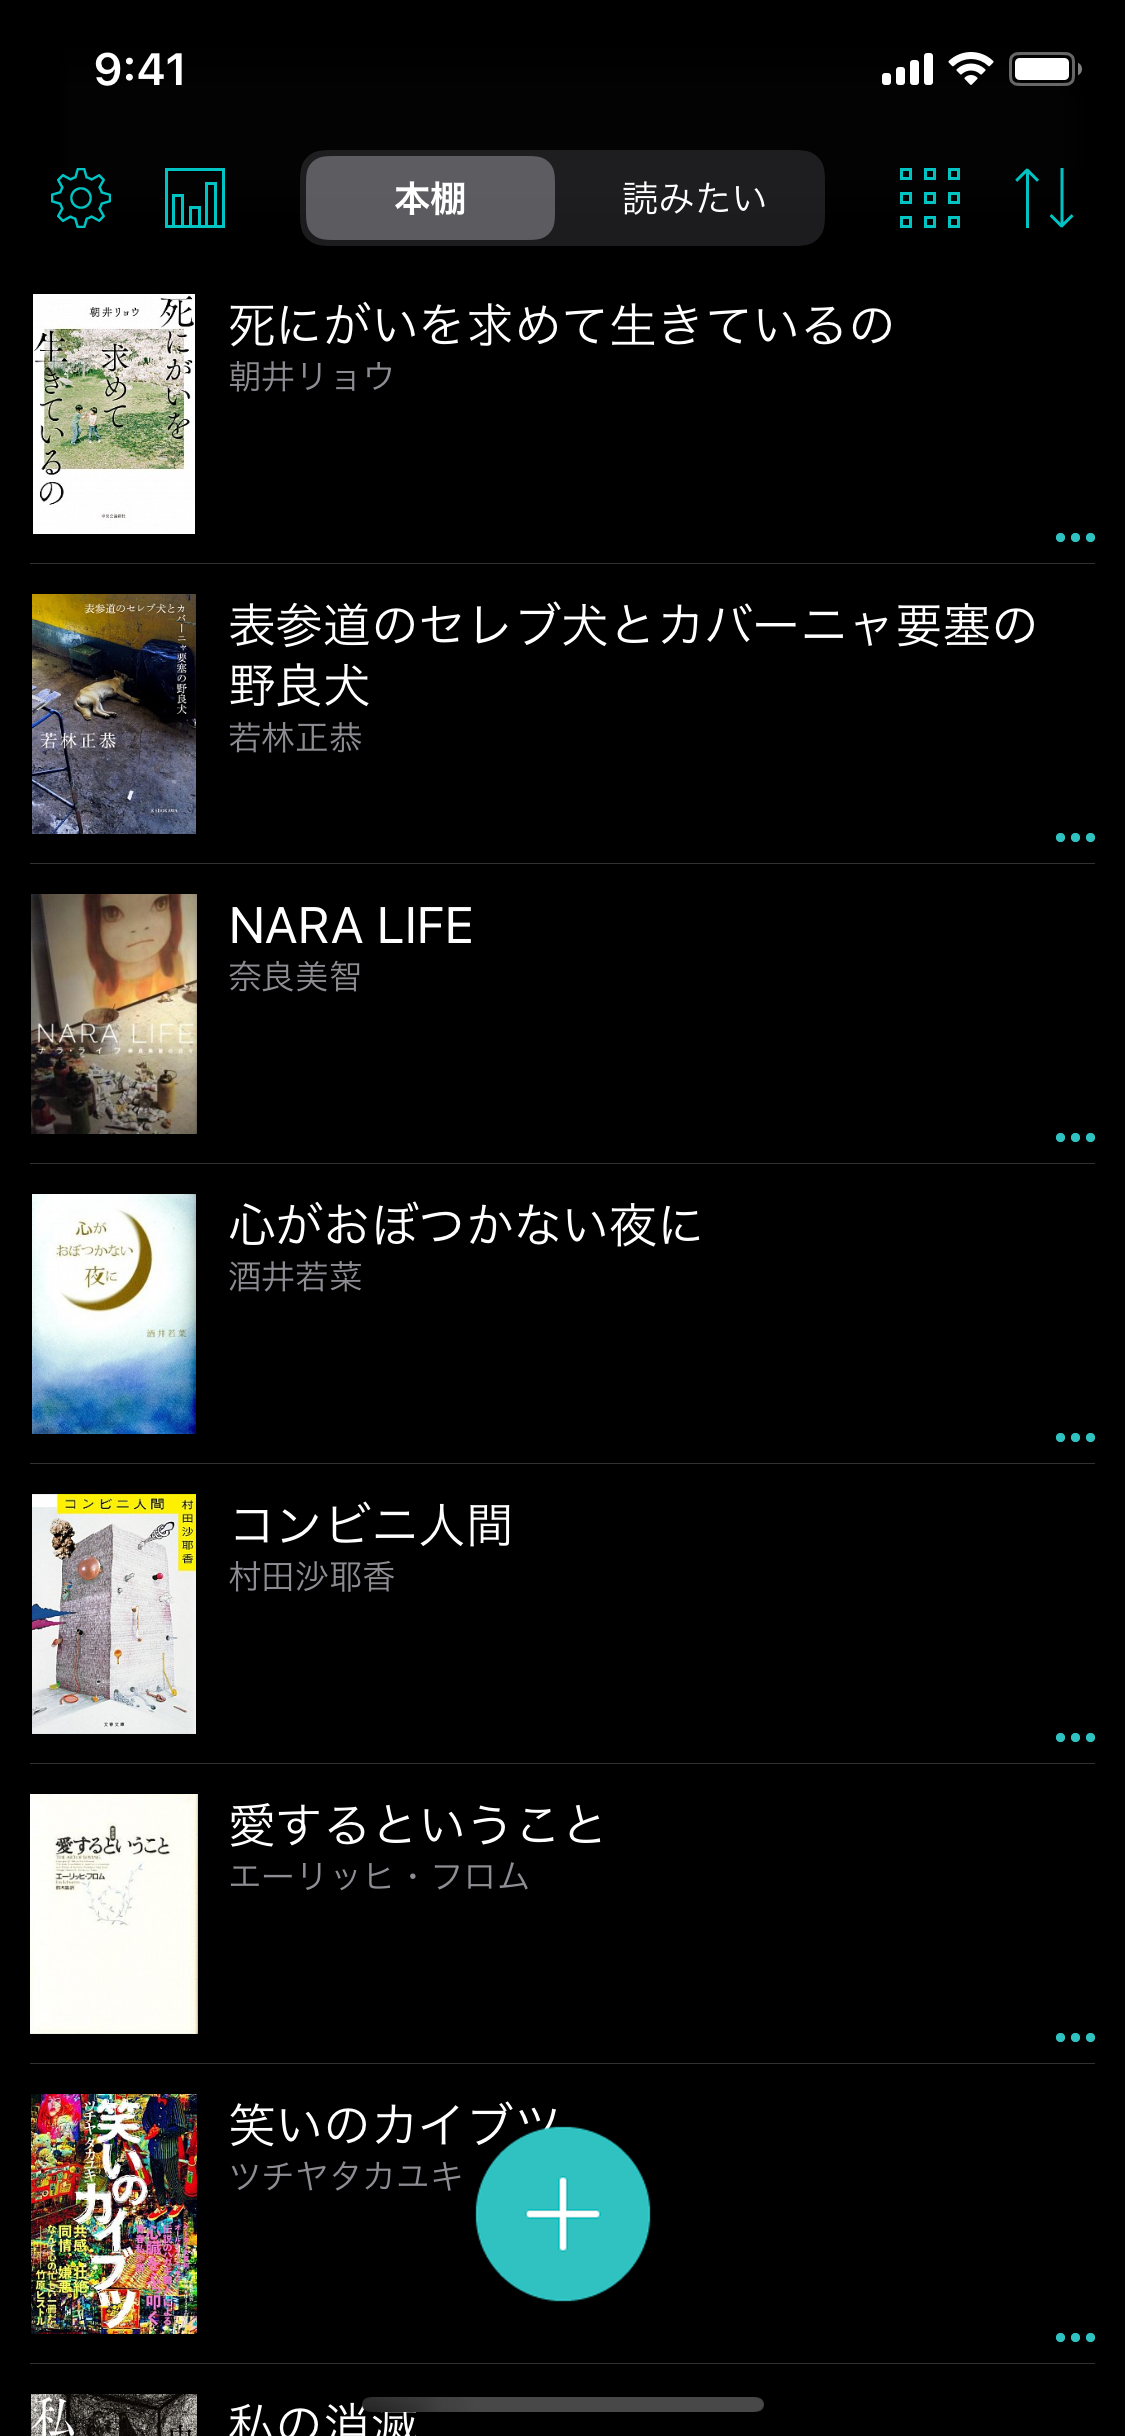 9:41
本棚
読みたい
朝井リョウ
死にがいを
求めて
生きているの
死にがいを求めて生きているの
朝井リョウ
表参道のセレブ犬とカバーニャ要塞の野良犬
若林正恭
KADOKAWA
表参道のセレブ犬とカバーニャ要塞の
野良犬
若林正恭
NARA LIFE
NARA LIFE
奈良美智
心が
おぼつかない
夜に
酒井若菜
心がおぼつかない夜に
酒井若菜
コンビニ人間
村田沙耶香
文春文庫
コンビニ人間
村田沙耶香
愛するということ
エーリッヒ・フロム
愛するということ
エーリッヒ・フロム
笑いのカイブツ
ツチヤタカユキ
笑いのカイブツ
ツチヤタカユキ
私
私の消滅